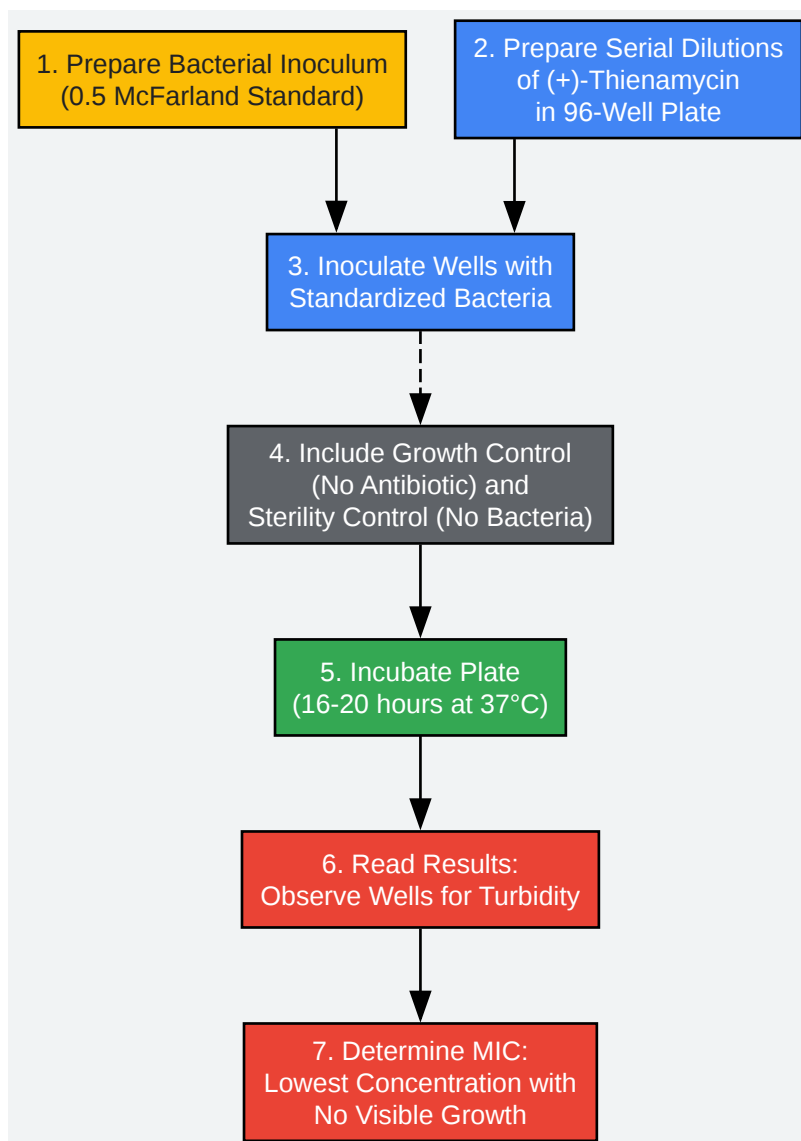 1. Prepare Bacterial Inoculum
(0.5 McFarland Standard)
2. Prepare Serial Dilutions
of (+)-Thienamycin
in 96-Well Plate
3. Inoculate Wells with
Standardized Bacteria
4. Include Growth Control
(No Antibiotic) and
Sterility Control (No Bacteria)
5. Incubate Plate
(16-20 hours at 37°C)
6. Read Results:
Observe Wells for Turbidity
7. Determine MIC:
Lowest Concentration with
No Visible Growth